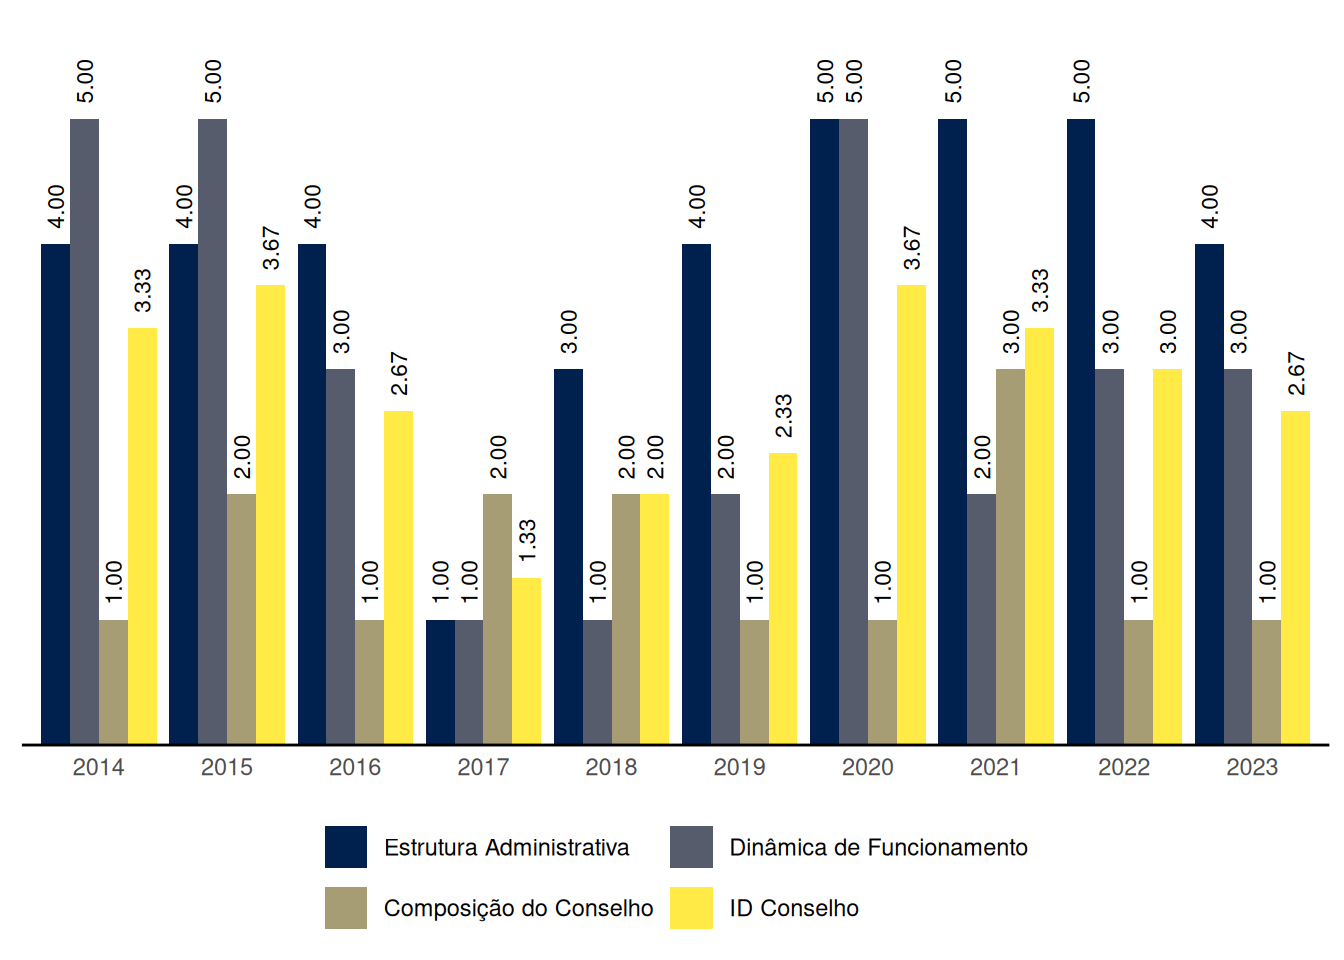 4.00 5.00 1.00 3.33 4.00 5.00 2.00 3.67 4.00 3.00 1.00 2.67 1.00 1.00 2.00 1.33 3.00 1.00 2.00 2.00 4.00 2.00 1.00 2.33 5.00 5.00 1.00 3.67 5.00 2.00 3.00 3.33 5.00 3.00 1.00 3.00 4.00 3.00 1.00 2.67
2014 2015 2016 2017 2018 2019 2020 2021 2022 2023
Estrutura Administrativa Dinâmica de Funcionamento
Composição do Conselho ID Conselho